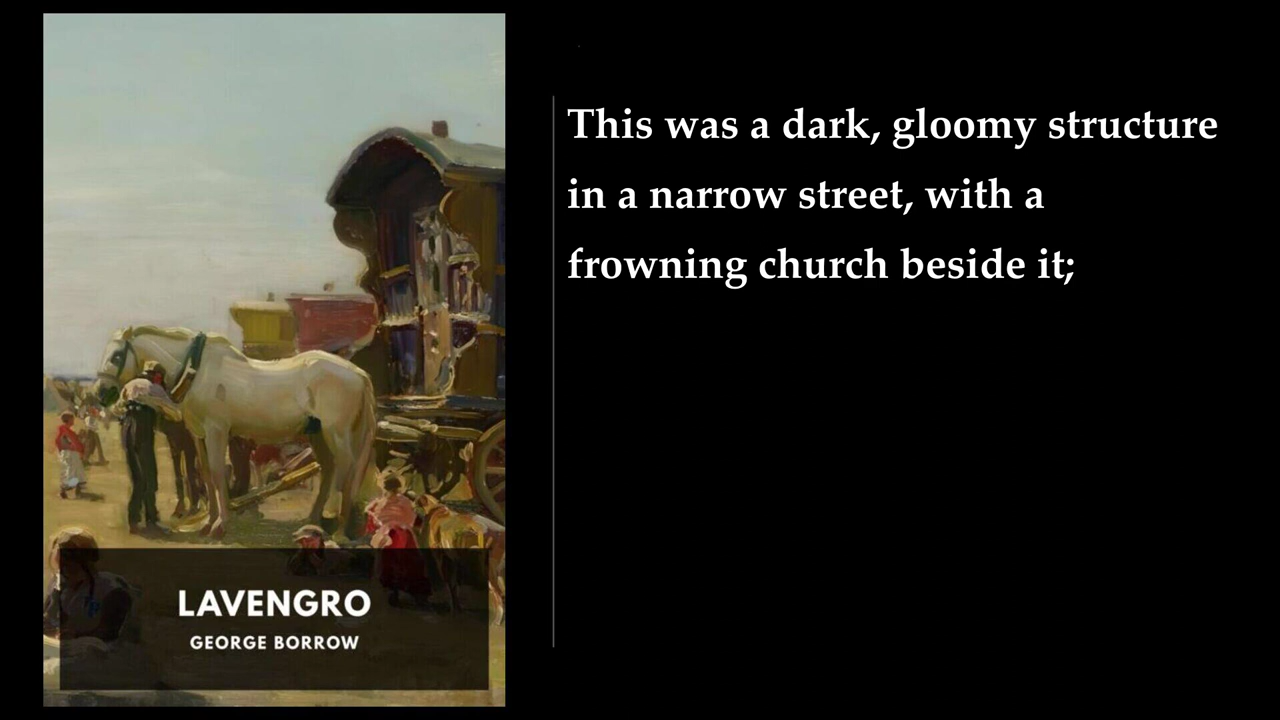 This was a dark, gloomy structure
in a narrow street, with a
frowning church beside it;
LAVENGRO
GEORGE BORROW